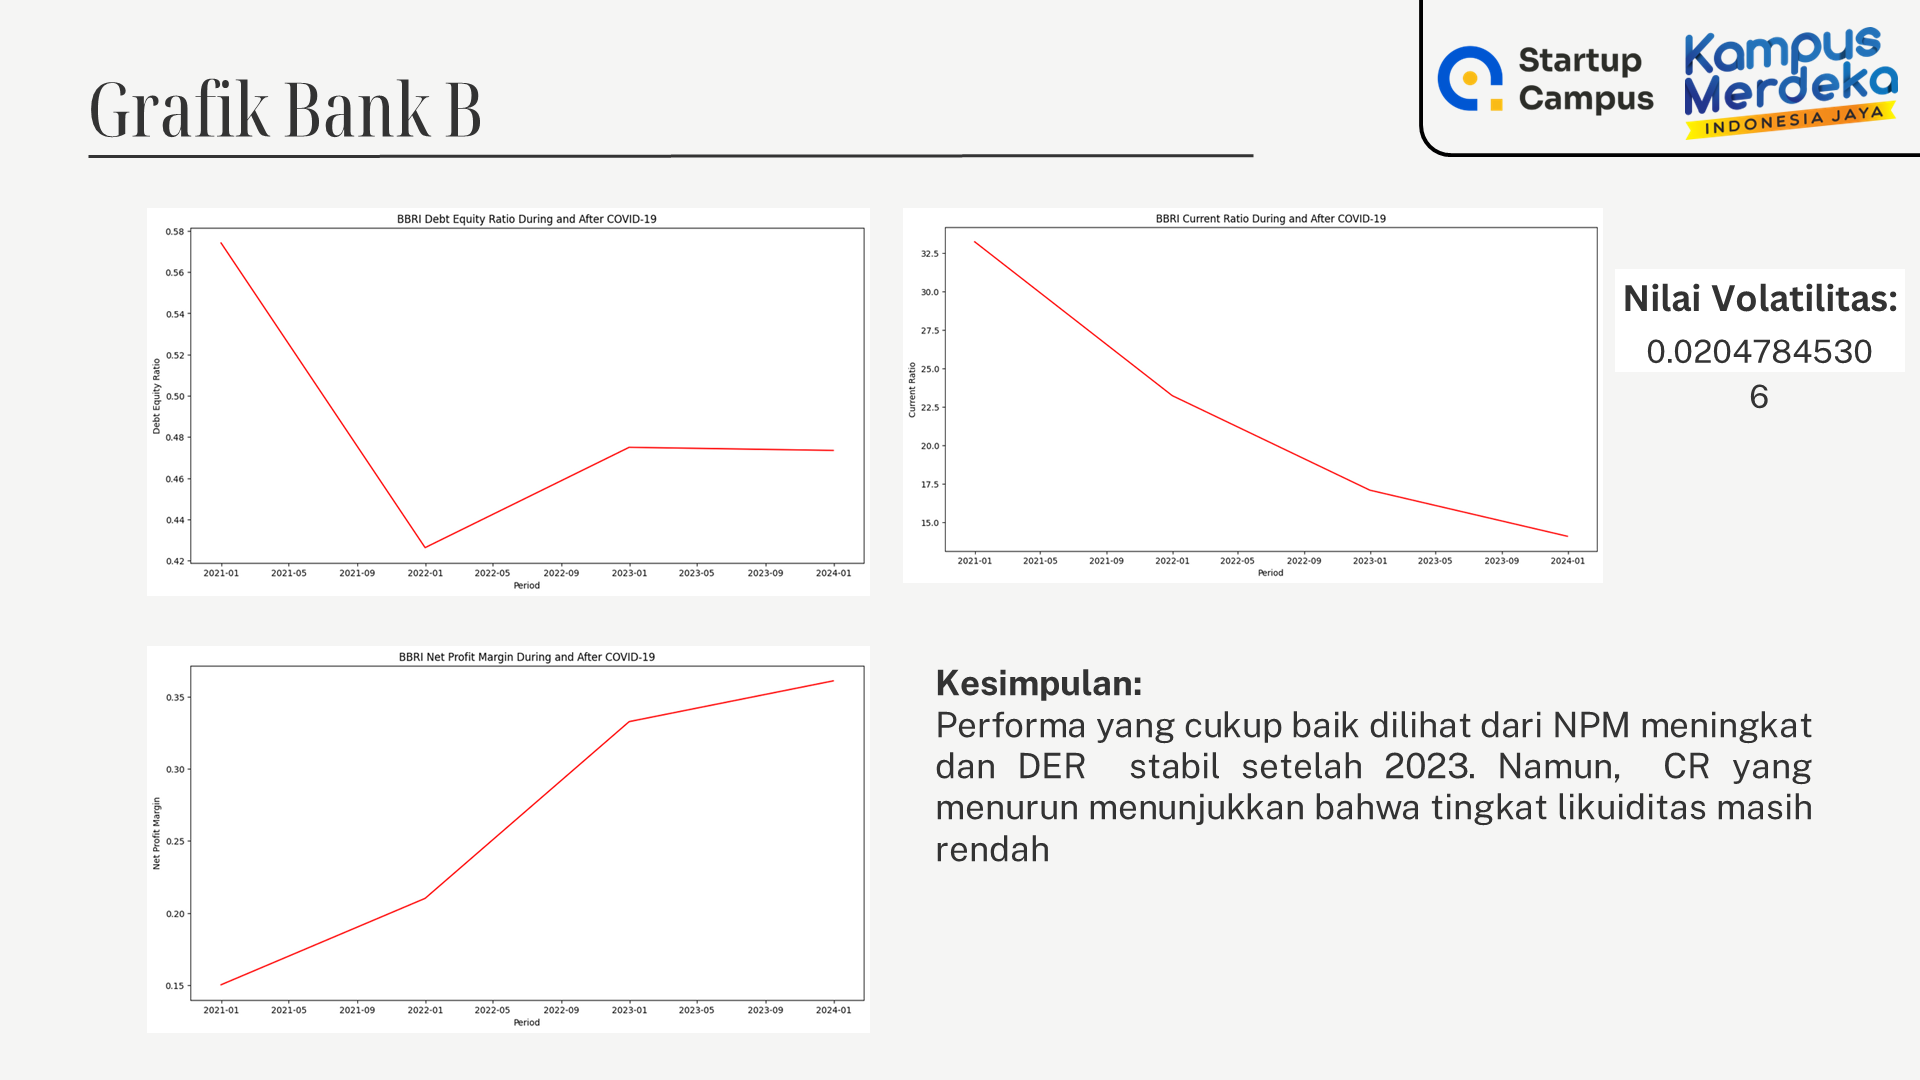 Grafik Bank B
Startup
Campus
Kampus
Merdeka
INDONESIA JAYA
BBRI Debt Equity Ratio During and After COVID-19
Debt Equity Ratio
0.58
0.56
0.54
0.52
0.50
0.48
0.46
0.44
0.42
2021-01 2021-05 2021-09 2022-01 2022-05 2022-09 2023-01 2023-05 2023-09 2024-01
Period
BBRI Current Ratio During and After COVID-19
Current Ratio
32.5
30.0
27.5
25.0
22.5
20.0
17.5
15.0
2021-01 2021-05 2021-09 2022-01 2022-05 2022-09 2023-01 2023-05 2023-09 2024-01
Period
Nilai Volatilitas:
0.0204784530
6
BBRI Net Profit Margin During and After COVID-19
Net Profit Margin
0.35
0.30
0.25
0.20
0.15
2021-01 2021-05 2021-09 2022-01 2022-05 2022-09 2023-01 2023-05 2023-09 2024-01
Period
Kesimpulan:
Performa yang cukup baik dilihat dari NPM meningkat
dan DER stabil setelah 2023. Namun, CR yang
menurun menunjukkan bahwa tingkat likuiditas masih
rendah